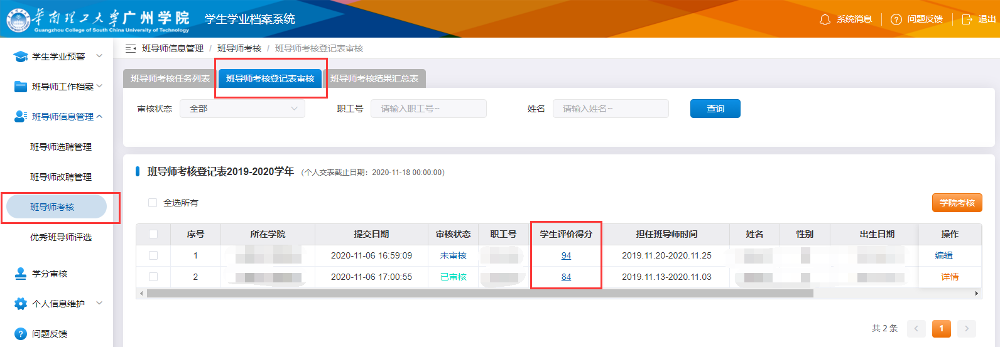 華南理工大學广州学院
Guangzhou College of South China University of Technology
学生学业档案系统
系统消息
问题反馈
退出
学生学业预警
班导师工作档案
班导师信息管理
班导师选聘管理
班导师改聘管理
班导师考核
优秀班导师评选
学分审核
个人信息维护
问题反馈
班导师信息管理 / 班导师考核 / 班导师考核登记表审核
班导师考核任务列表 班导师考核登记表审核 班导师考核结果汇总表
审核状态 全部 职工号 请输入职工号~ 姓名 请输入姓名~ 查询
班导师考核登记表2019-2020学年 (个人交表截止日期：2020-11-18 00:00:00)
全选所有 学院考核
序号 所在学院 提交日期 审核状态 职工号 学生评价得分 担任班导师时间 姓名 性别 出生日期 操作
1 2020-11-06 16:59:09 未审核 94 2019.11.20-2020.11.25 编辑
2 2020-11-06 17:00:55 已审核 84 2019.11.13-2020.11.03 详情
共 2 条 < 1 >